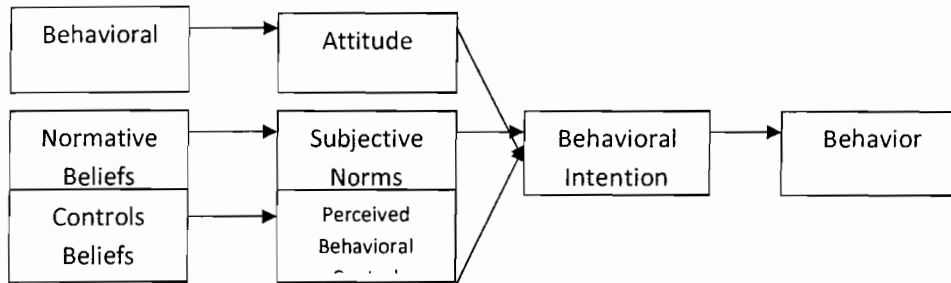 Behavioral
Attitude
Normative
Beliefs
Subjective
Norms
Behavioral
Intention
Behavior
Controls
Beliefs
Perceived
Behavioral